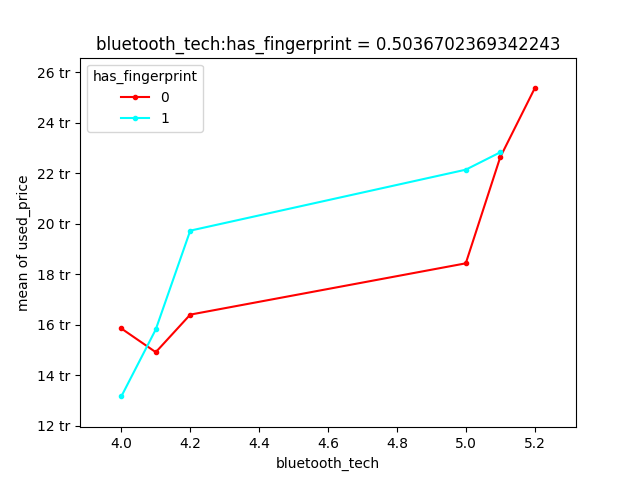 bluetooth_tech:has_fingerprint = 0.5036702369342243
has_fingerprint
0
1
26 tr
24 tr
22 tr
20 tr
18 tr
16 tr
14 tr
12 tr
mean of used_price
4.0 4.2 4.4 4.6 4.8 5.0 5.2
bluetooth_tech